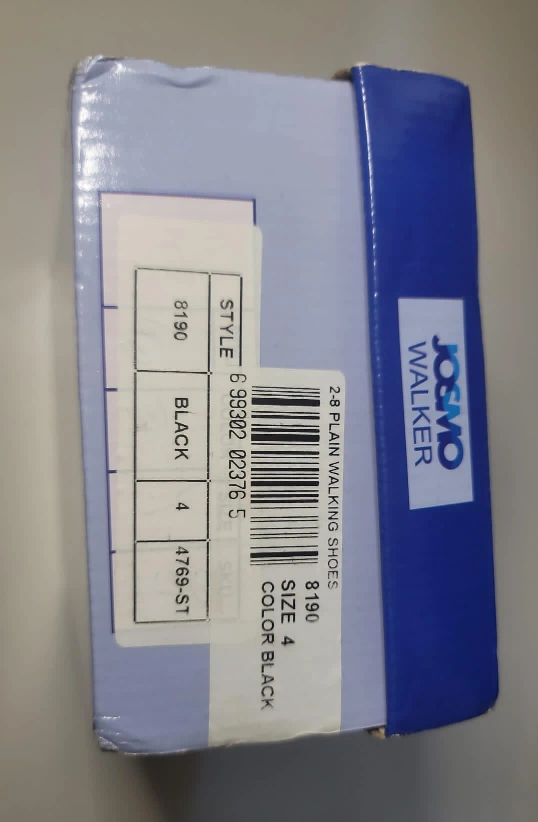 JOSMO
WALKER
2-8 PLAIN WALKING SHOES
8190
SIZE 4
COLOR BLACK
6 99302 02376 5
STYLE
8190 BLACK 4 4769-ST